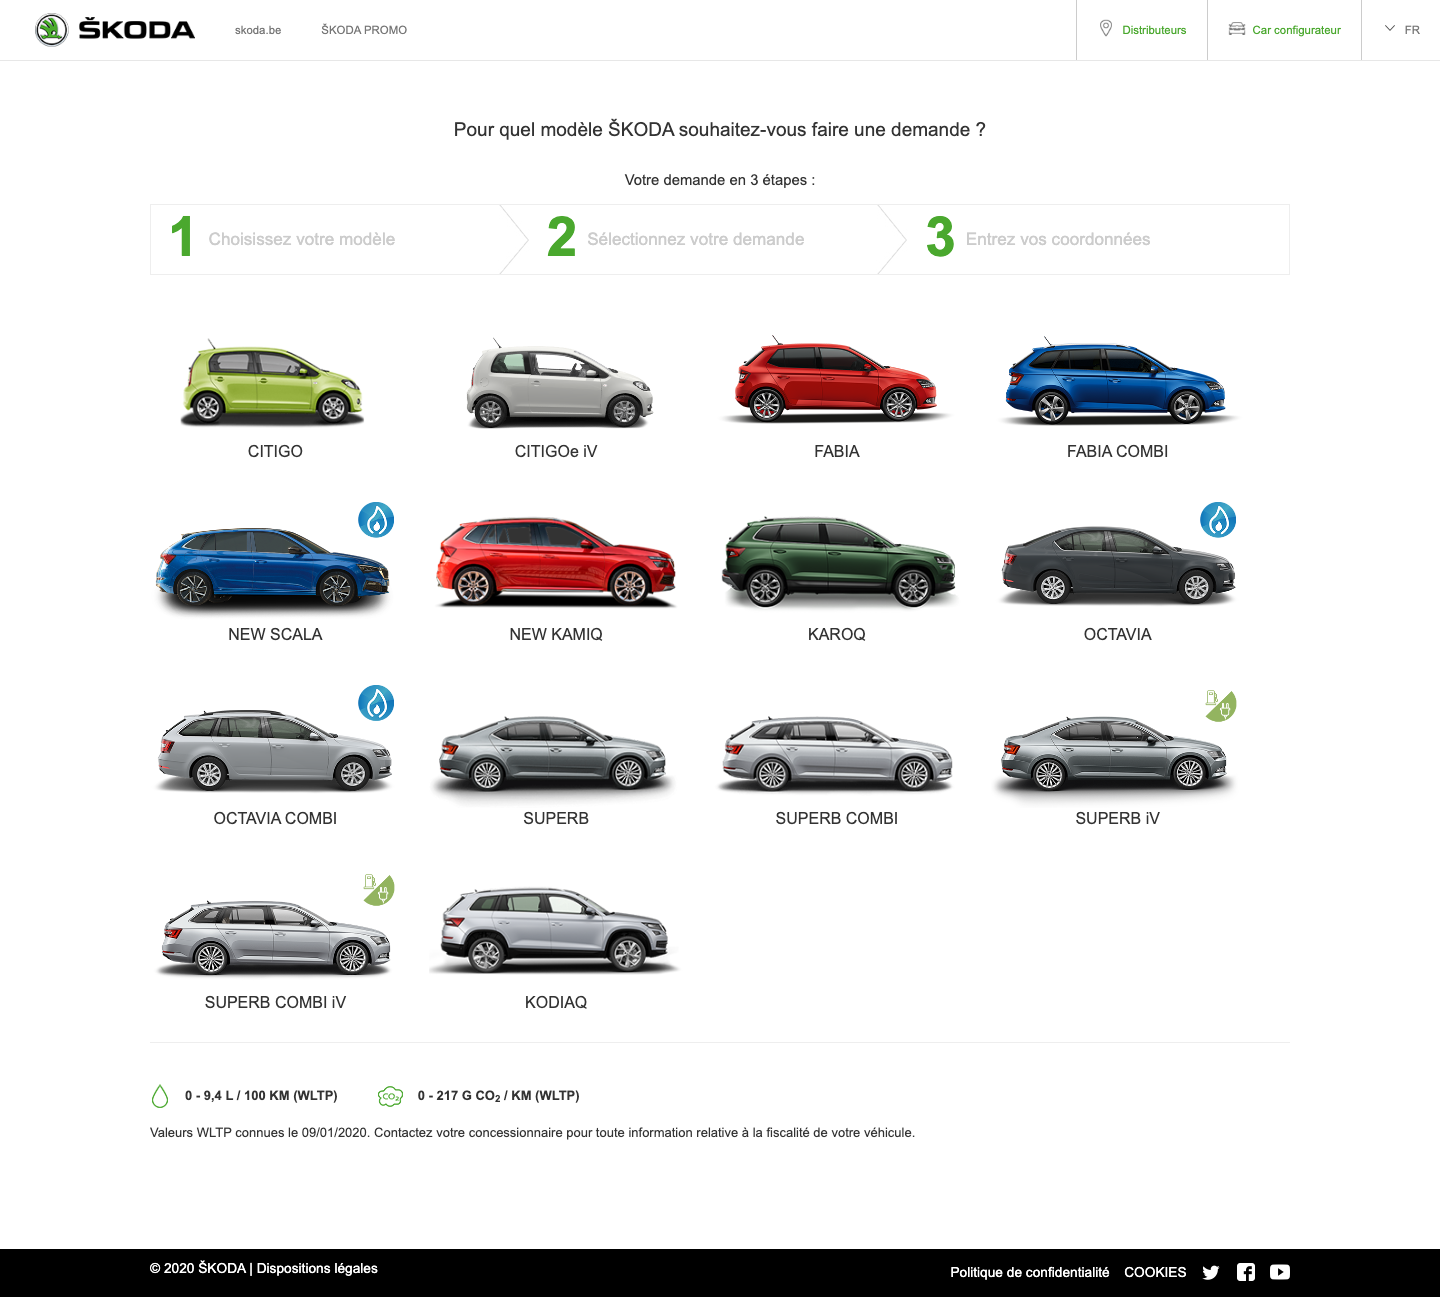 ŠKODA
skoda.be
ŠKODA PROMO
Distributeurs
Car configurateur
FR
Pour quel modèle ŠKODA souhaitez-vous faire une demande ?
Votre demande en 3 étapes :
1 Choisissez votre modèle
2 Sélectionnez votre demande
3 Entrez vos coordonnées
CITIGO
CITIGOe iV
FABIA
FABIA COMBI
NEW SCALA
NEW KAMIQ
KAROQ
OCTAVIA
OCTAVIA COMBI
SUPERB
SUPERB COMBI
SUPERB iV
SUPERB COMBI iV
KODIAQ
0 - 9,4 L / 100 KM (WLTP)
CO2
0 - 217 G CO₂ / KM (WLTP)
Valeurs WLTP connues le 09/01/2020. Contactez votre concessionnaire pour toute information relative à la fiscalité de votre véhicule.
© 2020 ŠKODA | Dispositions légales
Politique de confidentialité
COOKIES